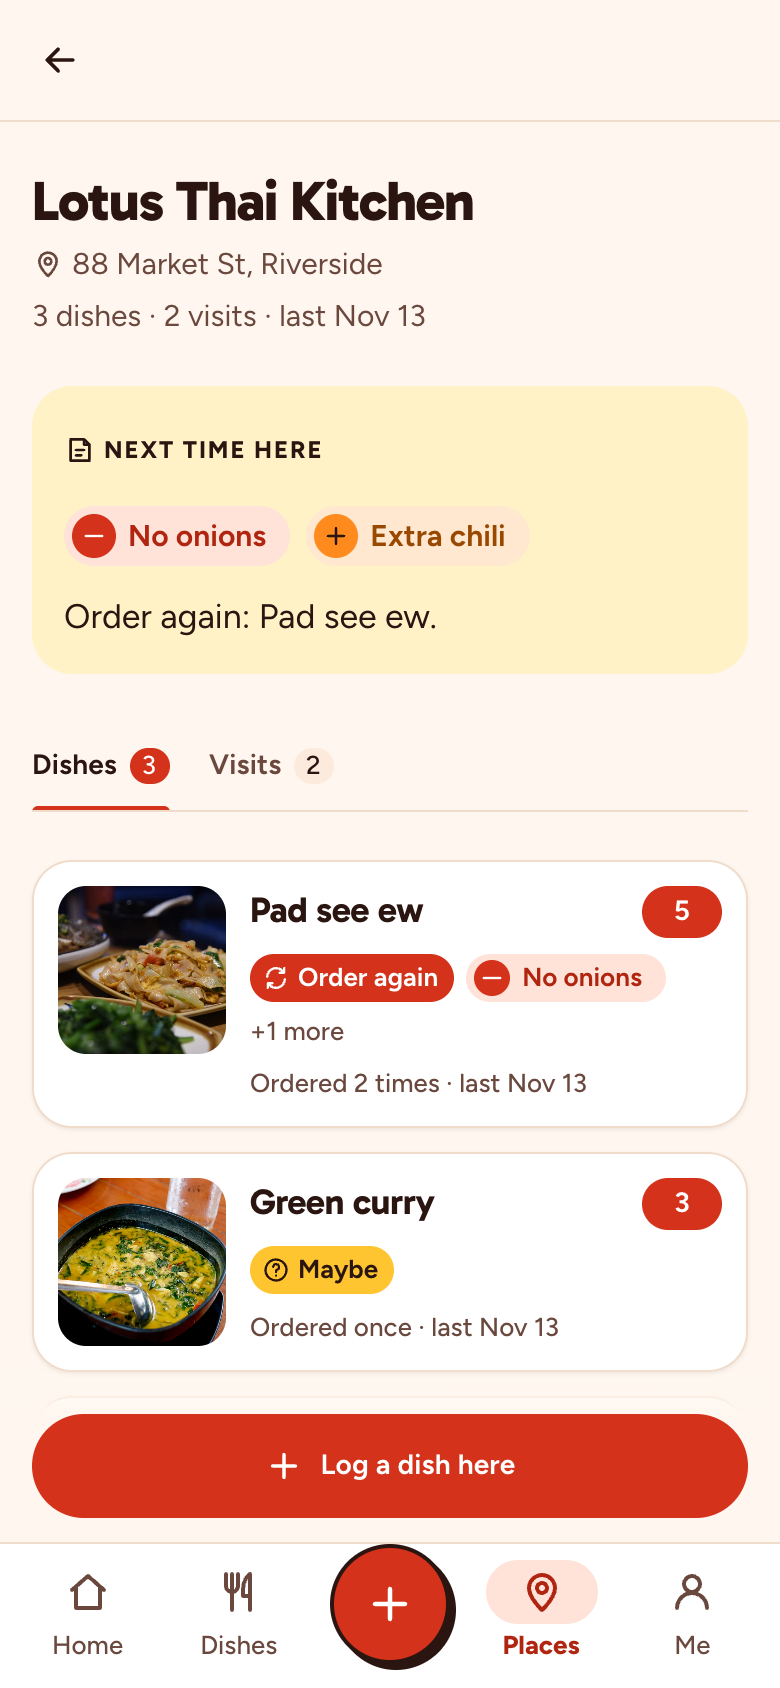 Lotus Thai Kitchen
88 Market St, Riverside
3 dishes · 2 visits · last Nov 13
NEXT TIME HERE
No onions Extra chili
Order again: Pad see ew.
Dishes 3 Visits 2
Pad see ew 5
Order again No onions
+1 more
Ordered 2 times · last Nov 13
Green curry 3
Maybe
Ordered once · last Nov 13
Log a dish here
Home Dishes Places Me